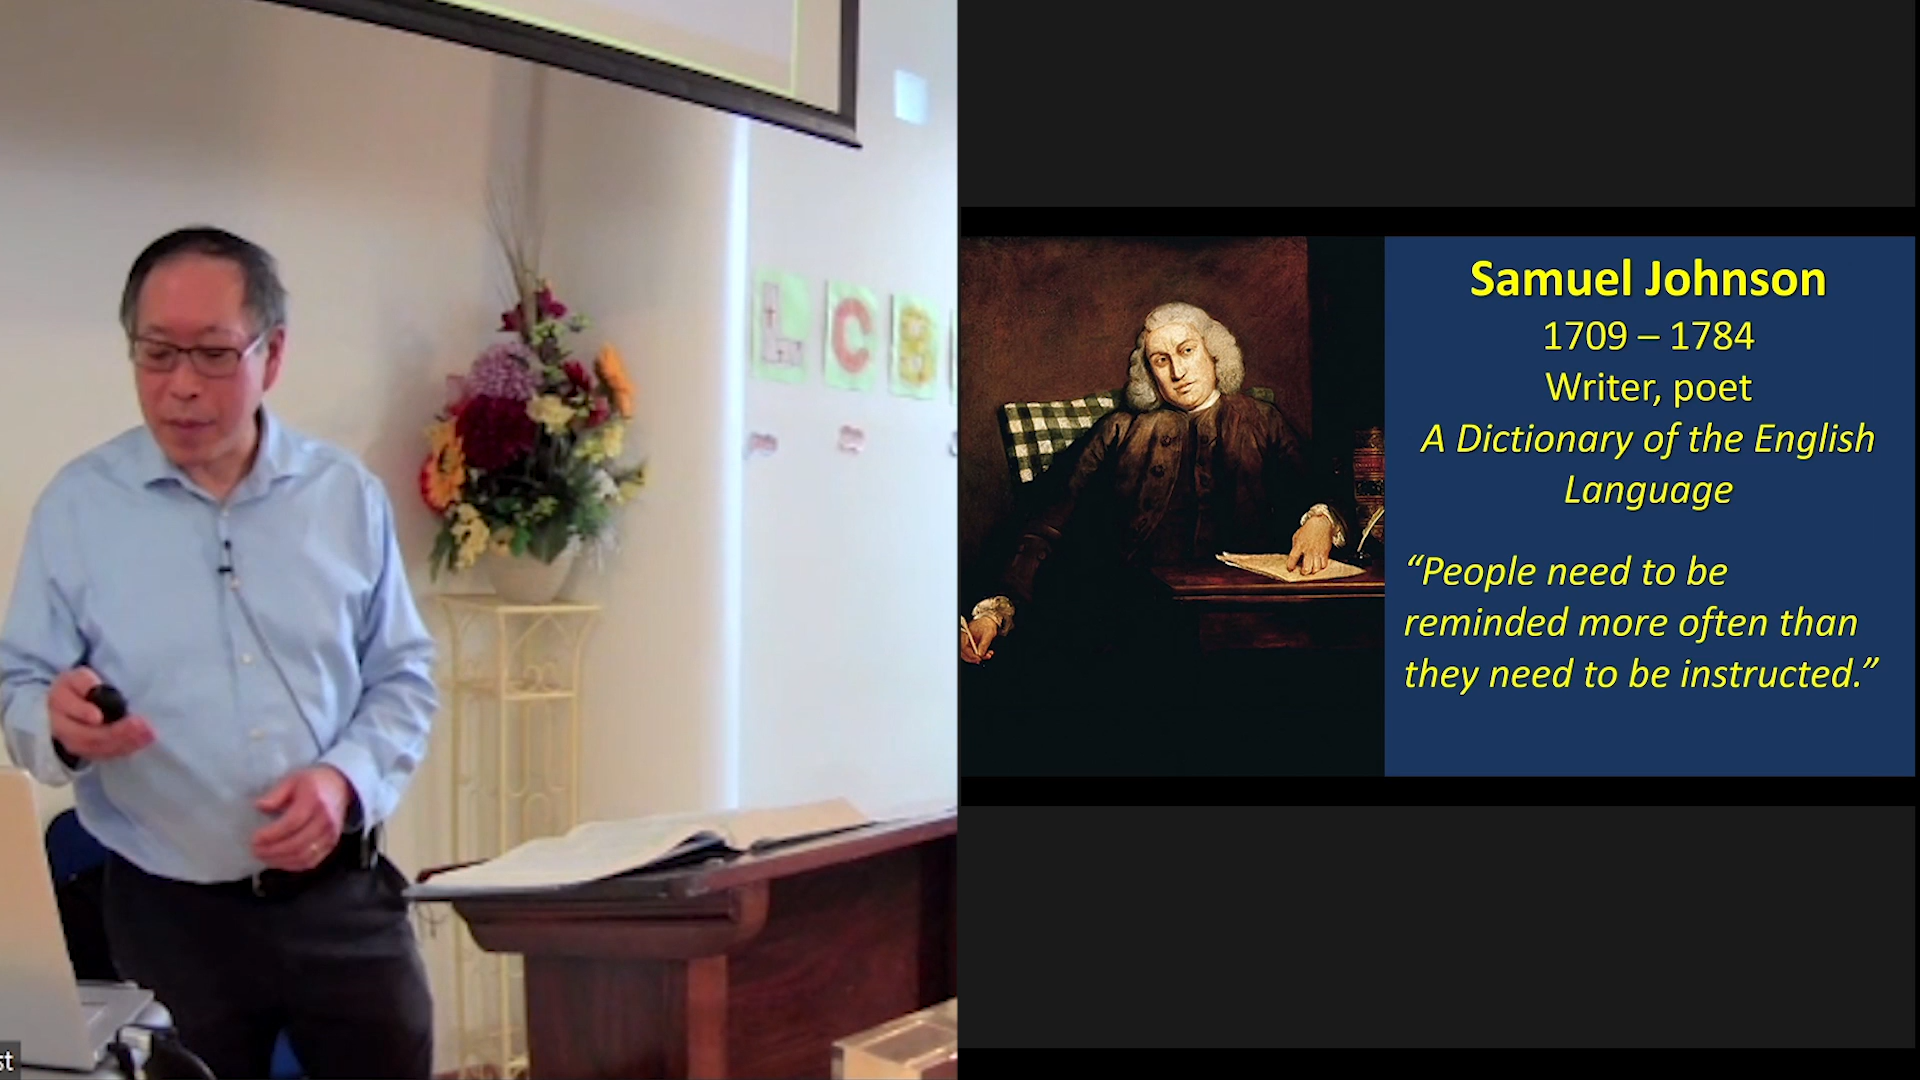 L C B
Samuel Johnson
1709 – 1784
Writer, poet
A Dictionary of the English
Language
“People need to be
reminded more often than
they need to be instructed.”
st